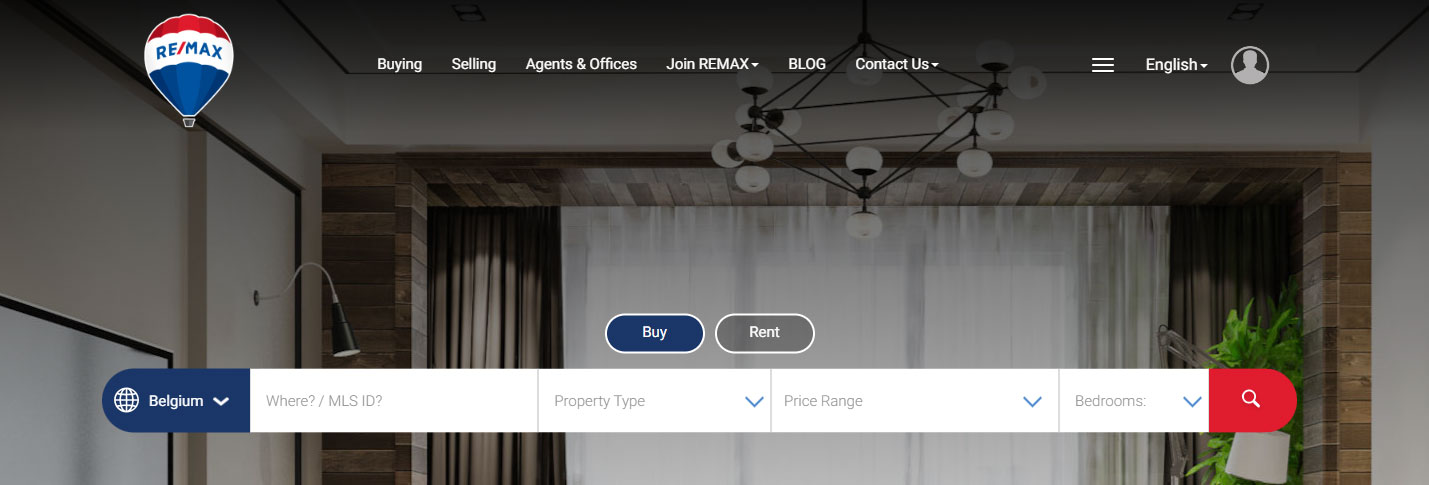 RE/MAX
Buying Selling Agents & Offices Join REMAX BLOG Contact Us English
Buy Rent
Belgium Where? / MLS ID? Property Type Price Range Bedrooms: